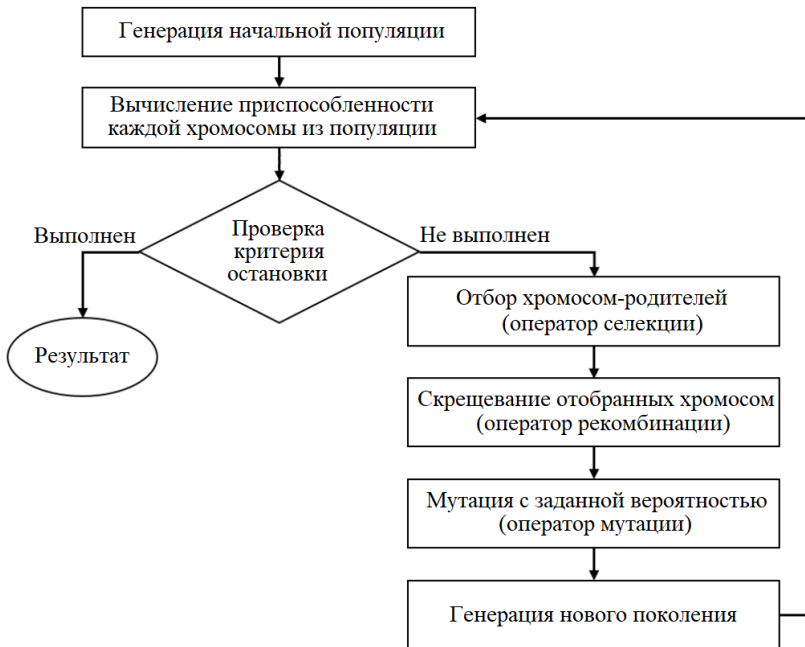 Генерация начальной популяции
Вычисление приспособленности
каждой хромосомы из популяции
Проверка
критерия
остановки
Выполнен
Не выполнен
Результат
Отбор хромосом-родителей
(оператор селекции)
Скрещевание отобранных хромосом
(оператор рекомбинации)
Мутация с заданной вероятностью
(оператор мутации)
Генерация нового поколения